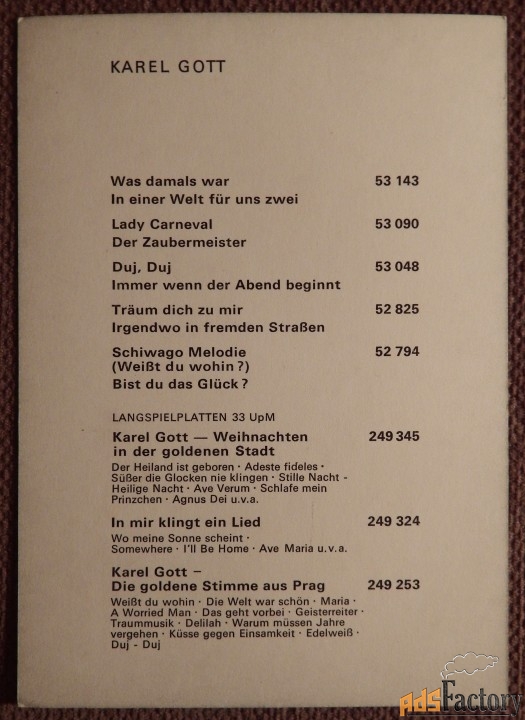 KAREL GOTT
Was damals war 53 143
In einer Welt für uns zwei
Lady Carneval 53 090
Der Zaubermeister
Duj, Duj 53 048
Immer wenn der Abend beginnt
Träum dich zu mir 52 825
Irgendwo in fremden Straßen
Schiwago Melodie 52 794
(Weißt du wohin?)
Bist du das Glück?
LANGSPIELPLATTEN 33 UpM
Karel Gott — Weihnachten 249 345
in der goldenen Stadt
Der Heiland ist geboren · Adeste fideles ·
Süßer die Glocken nie klingen · Stille Nacht -
Heilige Nacht · Ave Verum · Schlafe mein
Prinzchen · Agnus Dei u.v.a.
In mir klingt ein Lied 249 324
Wo meine Sonne scheint ·
Somewhere · I'll Be Home · Ave Maria u.v.a.
Karel Gott –
Die goldene Stimme aus Prag 249 253
Weißt du wohin · Die Welt war schön · Maria ·
A Worried Man · Das geht vorbei · Geisterreiter ·
Traummusik · Delilah · Warum müssen Jahre
vergehen · Küsse gegen Einsamkeit · Edelweiß ·
Duj - Duj
AdsFactory